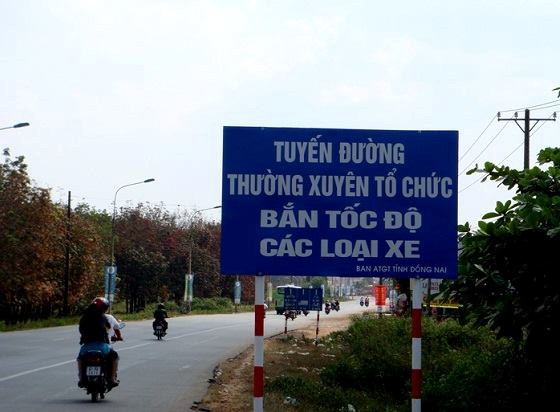 TUYẾN ĐƯỜNG
THƯỜNG XUYÊN TỔ CHỨC
BẮN TỐC ĐỘ
CÁC LOẠI XE
BAN ATGT TỈNH ĐỒNG NAI